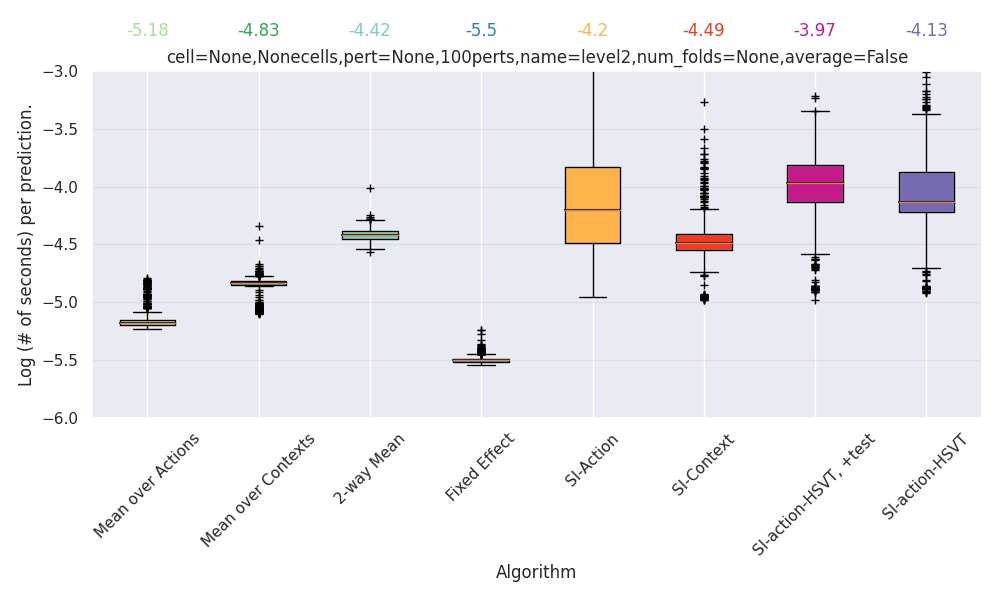 -5.18 -4.83 -4.42 -5.5 -4.2 -4.49 -3.97 -4.13
cell=None,Nonecells,pert=None,100perts,name=level2,num_folds=None,average=False
Log (# of seconds) per prediction.
−3.0
−3.5
−4.0
−4.5
−5.0
−5.5
−6.0
Mean over Actions
Mean over Contexts
2-way Mean
Fixed Effect
SI-Action
SI-Context
SI-action-HSVT, +test
SI-action-HSVT
Algorithm